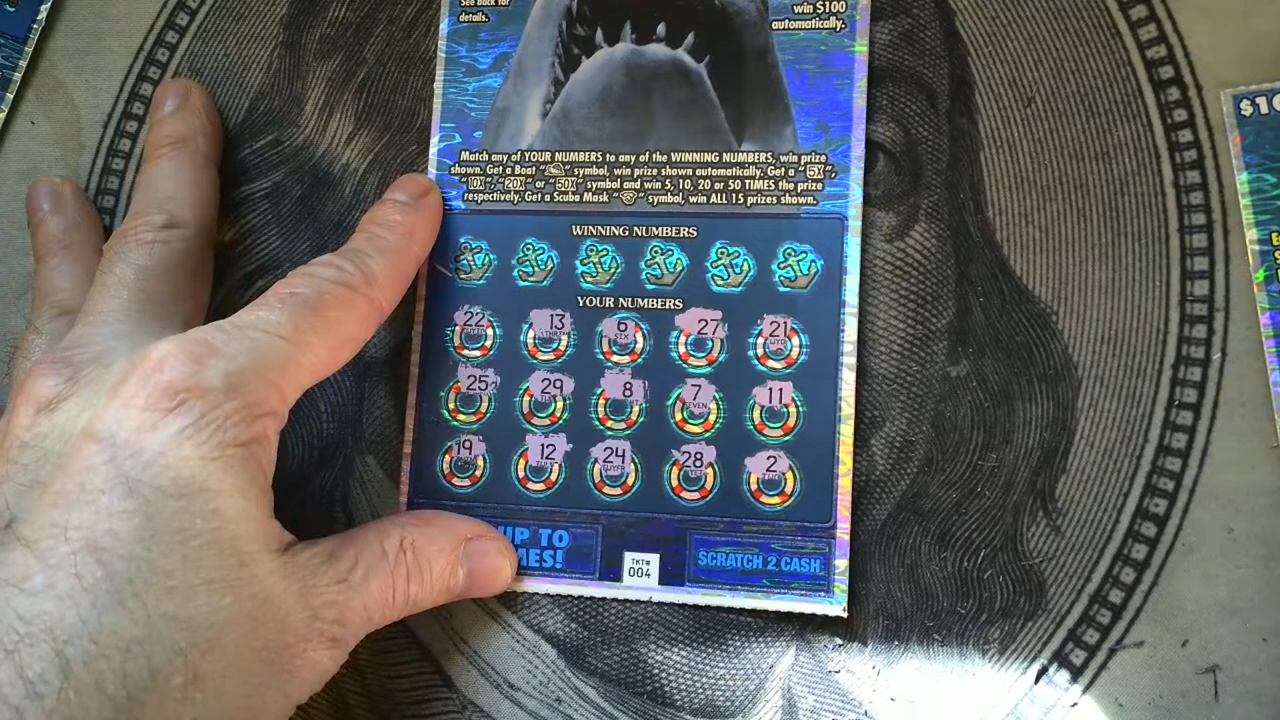 See back for
details.
win $100
automatically.
Match any of YOUR NUMBERS to any of the WINNING NUMBERS, win prize
shown. Get a Boat " " symbol, win prize shown automatically. Get a "5X",
"10X", "20X" or "50X" symbol and win 5, 10, 20 or 50 TIMES the prize
respectively. Get a Scuba Mask " " symbol, win ALL 15 prizes shown.
WINNING NUMBERS
YOUR NUMBERS
22 13 6 27 21
SIX
25 29 8 7 11
19 12 24 28 2
TWYFR
UP TO
SCRATCH 2 CASH
TKT#
004